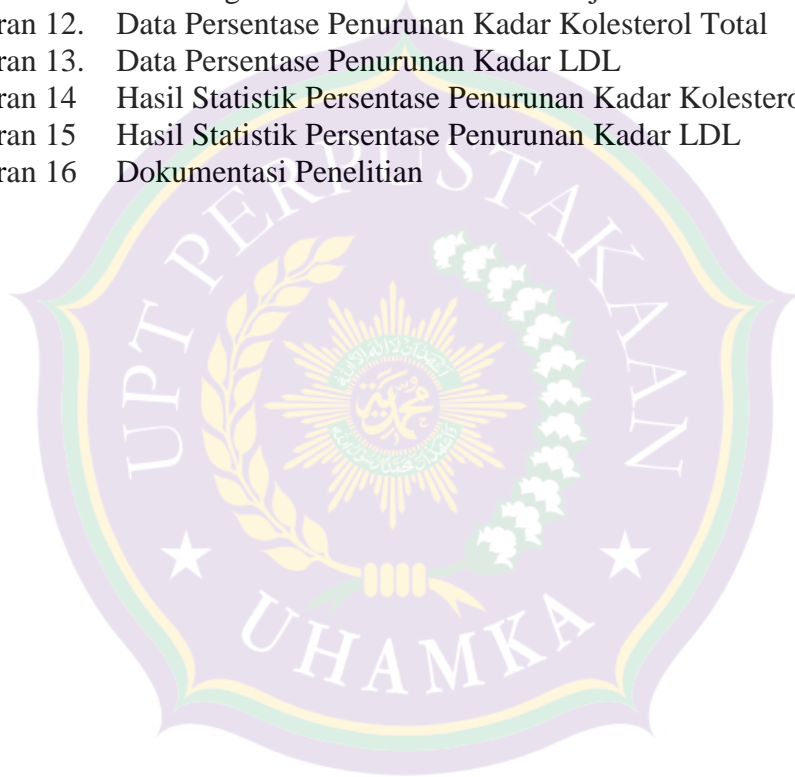 ran 12. Data Persentase Penurunan Kadar Kolesterol Total
ran 13. Data Persentase Penurunan Kadar LDL
ran 14 Hasil Statistik Persentase Penurunan Kadar Kolestero
ran 15 Hasil Statistik Persentase Penurunan Kadar LDL
ran 16 Dokumentasi Penelitian
UPT PERPUSTAKAAN
محمدية
UHAMKA